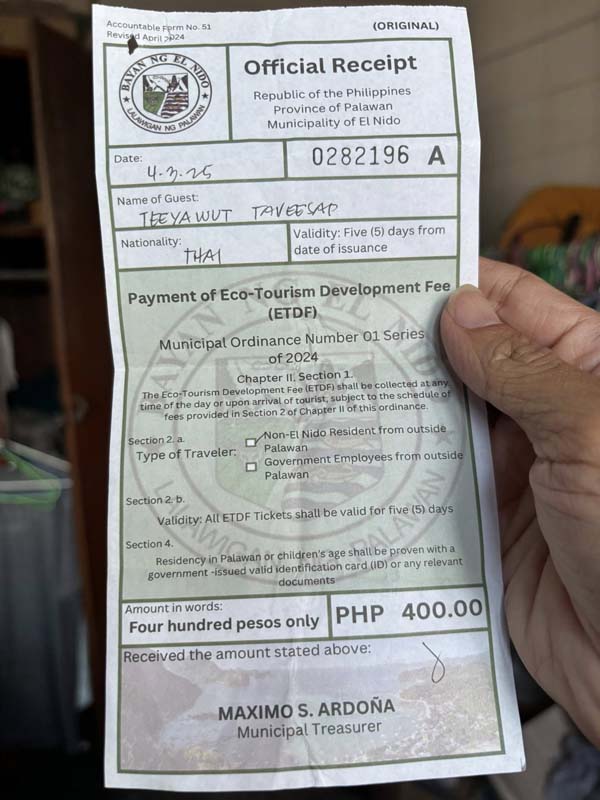 Accountable Form No. 51
Revised April 2024
(ORIGINAL)
BAYAN NG EL NIDO
LALAWIGAN NG PALAWAN
Official Receipt
Republic of the Philippines
Province of Palawan
Municipality of El Nido
Date:
4.3.25
0282196 A
Name of Guest:
TEEYAWUT TAVEESAP
Nationality:
THAI
Validity: Five (5) days from
date of issuance
Payment of Eco-Tourism Development Fee
(ETDF)
Municipal Ordinance Number 01 Series
of 2024
Chapter II, Section 1.
The Eco-Tourism Development Fee (ETDF) shall be collected at any
time of the day or upon arrival of tourist, subject to the schedule of
fees provided in Section 2 of Chapter II of this ordinance.
Section 2. a.
Type of Traveler:
Non-El Nido Resident from outside
Palawan
Government Employees from outside
Palawan
Section 2. b.
Validity: All ETDF Tickets shall be valid for five (5) days
Section 4.
Residency in Palawan or children's age shall be proven with a
government -issued valid identification card (ID) or any relevant
documents
Amount in words:
Four hundred pesos only
PHP 400.00
Received the amount stated above:
MAXIMO S. ARDOÑA
Municipal Treasurer